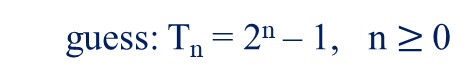 guess: Tₙ = 2ⁿ – 1, n ≥ 0